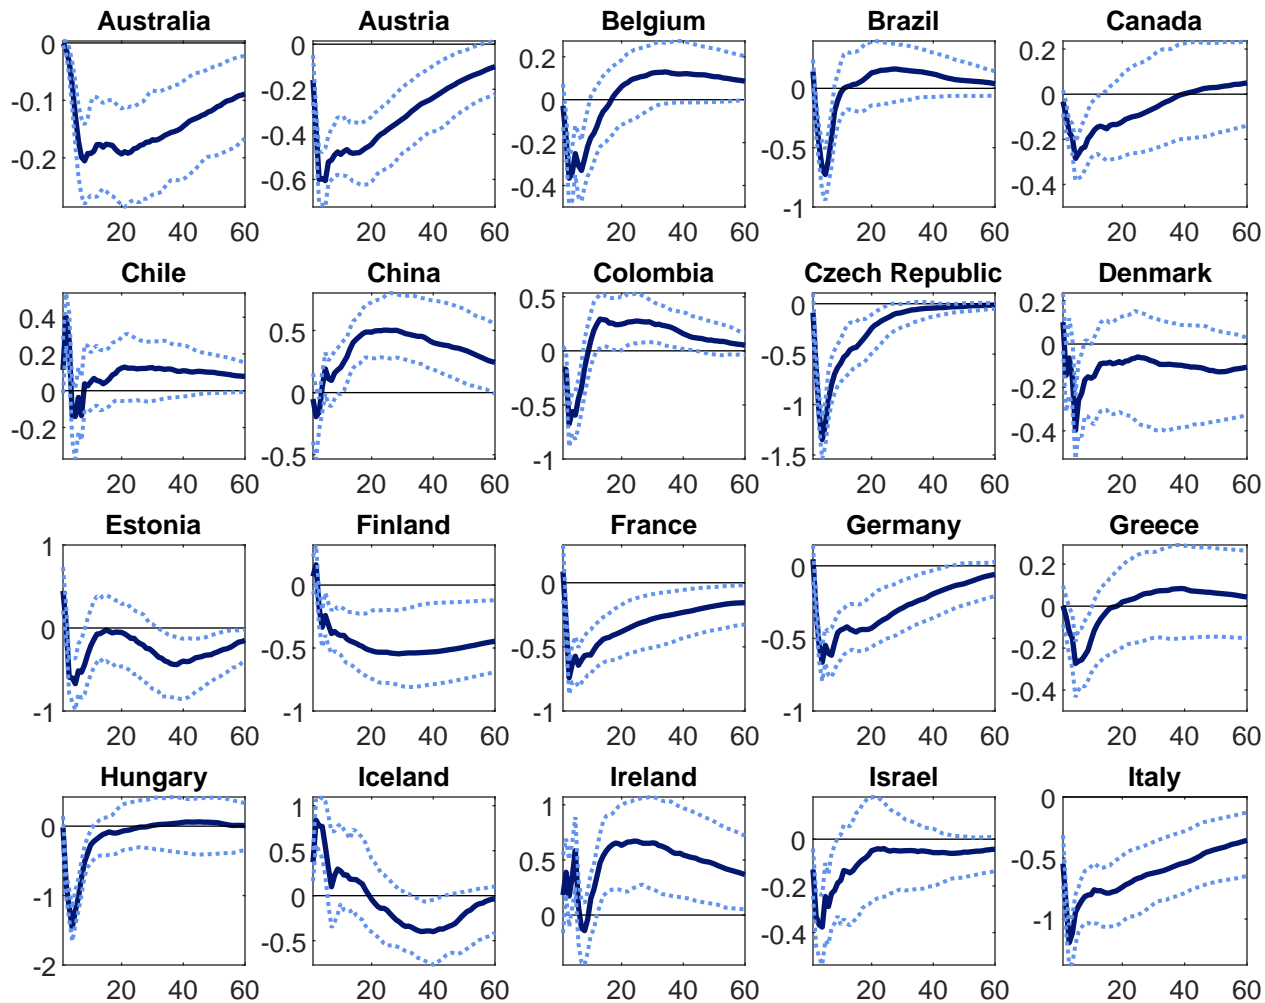 Australia Austria Belgium Brazil Canada
0 -0.1 -0.2
0 -0.2 -0.4 -0.6
0.2 0 -0.2 -0.4
0 -0.5 -1
0.2 0 -0.2 -0.4
20 40 60 20 40 60 20 40 60 20 40 60 20 40 60
Chile China Colombia Czech Republic Denmark
0.4 0.2 0 -0.2
0.5 0 -0.5
0.5 0 -0.5 -1
0 -0.5 -1 -1.5
0.2 0 -0.2 -0.4
20 40 60 20 40 60 20 40 60 20 40 60 20 40 60
Estonia Finland France Germany Greece
1 0 -1
0 -0.5 -1
0 -0.5 -1
0 -0.5 -1
0.2 0 -0.2 -0.4
20 40 60 20 40 60 20 40 60 20 40 60 20 40 60
Hungary Iceland Ireland Israel Italy
0 -1 -2
1 0.5 0 -0.5
1 0.5 0
0 -0.2 -0.4
0 -0.5 -1
20 40 60 20 40 60 20 40 60 20 40 60 20 40 60